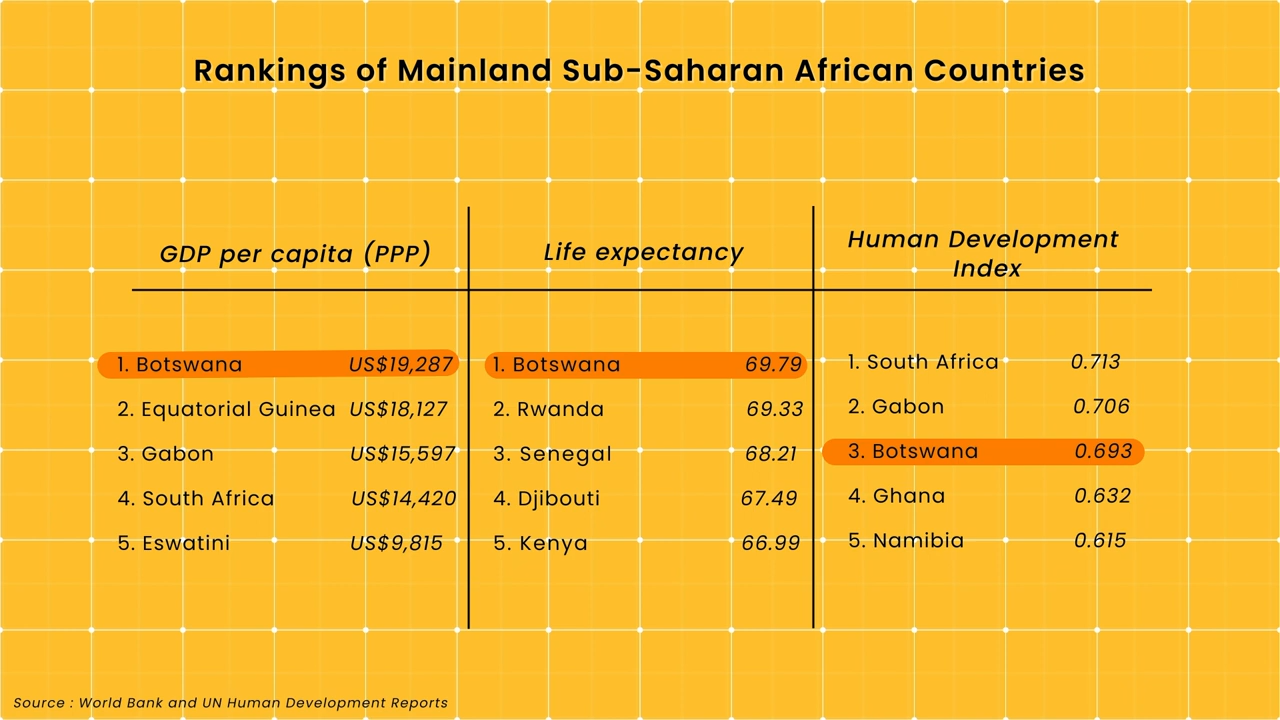 Rankings of Mainland Sub-Saharan African Countries
GDP per capita (PPP)
1. Botswana US$19,287
2. Equatorial Guinea US$18,127
3. Gabon US$15,597
4. South Africa US$14,420
5. Eswatini US$9,815
Life expectancy
1. Botswana 69.79
2. Rwanda 69.33
3. Senegal 68.21
4. Djibouti 67.49
5. Kenya 66.99
Human Development
Index
1. South Africa 0.713
2. Gabon 0.706
3. Botswana 0.693
4. Ghana 0.632
5. Namibia 0.615
Source : World Bank and UN Human Development Reports